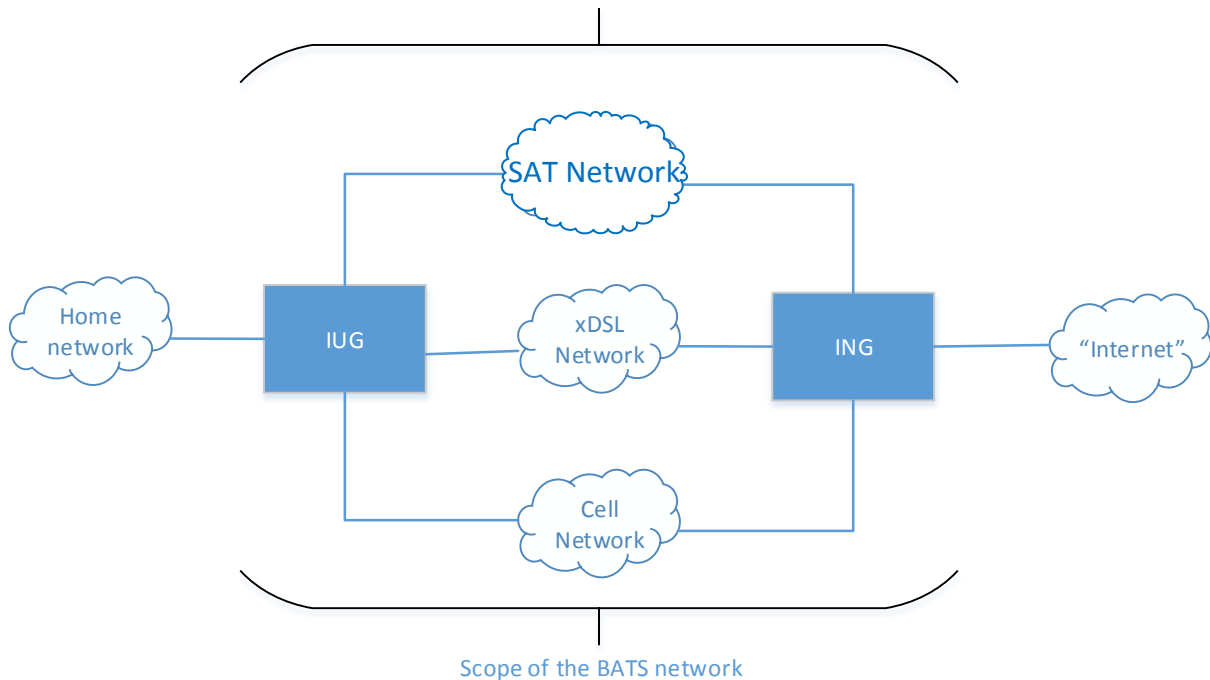 SAT Network
Home
network
IUG
xDSL
Network
ING
“Internet”
Cell
Network
Scope of the BATS network